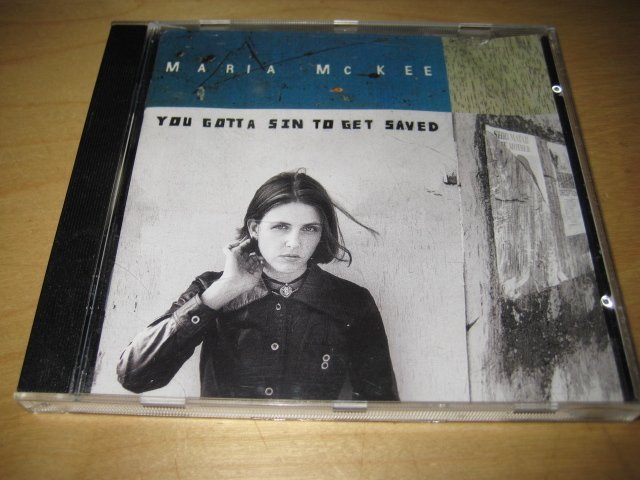 MARIA MCKEE
YOU GOTTA SIN TO GET SAVED